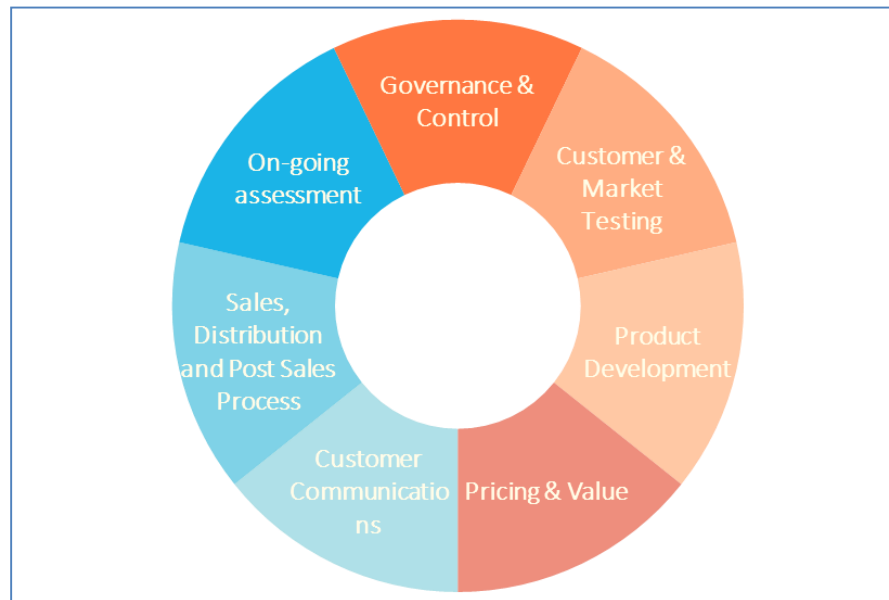 Governance &
Control
Customer &
Market
Testing
Product
Development
Pricing & Value
Customer
Communicatio
ns
Sales,
Distribution
and Post Sales
Process
On-going
assessment